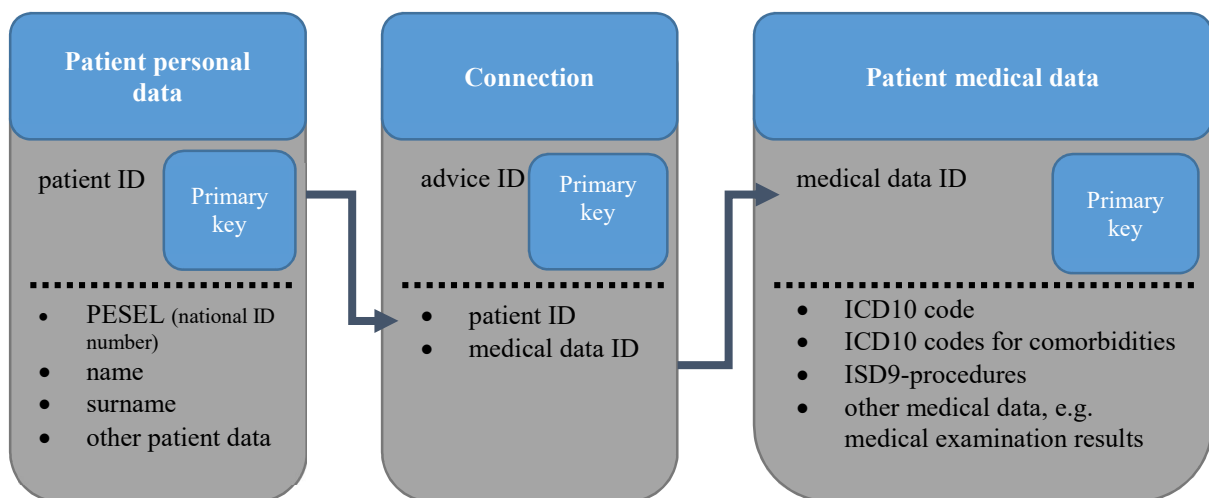 Patient personal
data
patient ID
Primary
key
• PESEL (national ID
number)
• name
• surname
• other patient data
Connection
advice ID
Primary
key
• patient ID
• medical data ID
Patient medical data
medical data ID
Primary
key
• ICD10 code
• ICD10 codes for comorbidities
• ISD9-procedures
• other medical data, e.g.
medical examination results